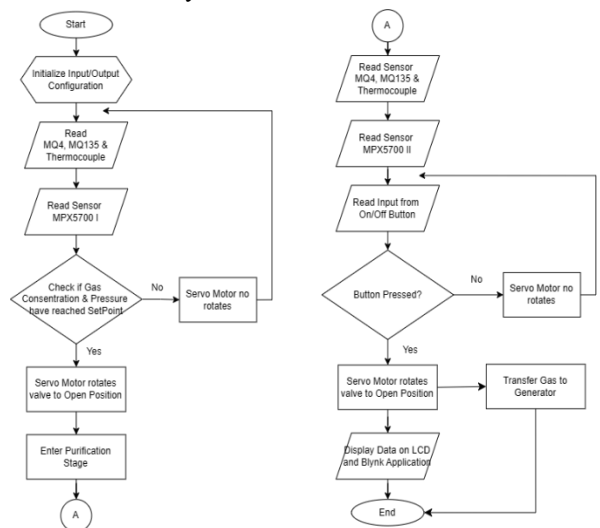 Start
Initialize Input/Output
Configuration
Read
MQ4, MQ135 &
Thermocouple
Read Sensor
MPX5700 I
Check if Gas
Consentration & Pressure
have reached SetPoint
No
Servo Motor no
rotates
Yes
Servo Motor rotates
valve to Open Position
Enter Purification
Stage
A
A
Read Sensor
MQ4, MQ135 &
Thermocouple
Read Sensor
MPX5700 II
Read Input from
On/Off Button
Button Pressed?
No
Servo Motor no
rotates
Yes
Servo Motor rotates
valve to Open Position
Transfer Gas to
Generator
Display Data on LCD
and Blynk Application
End